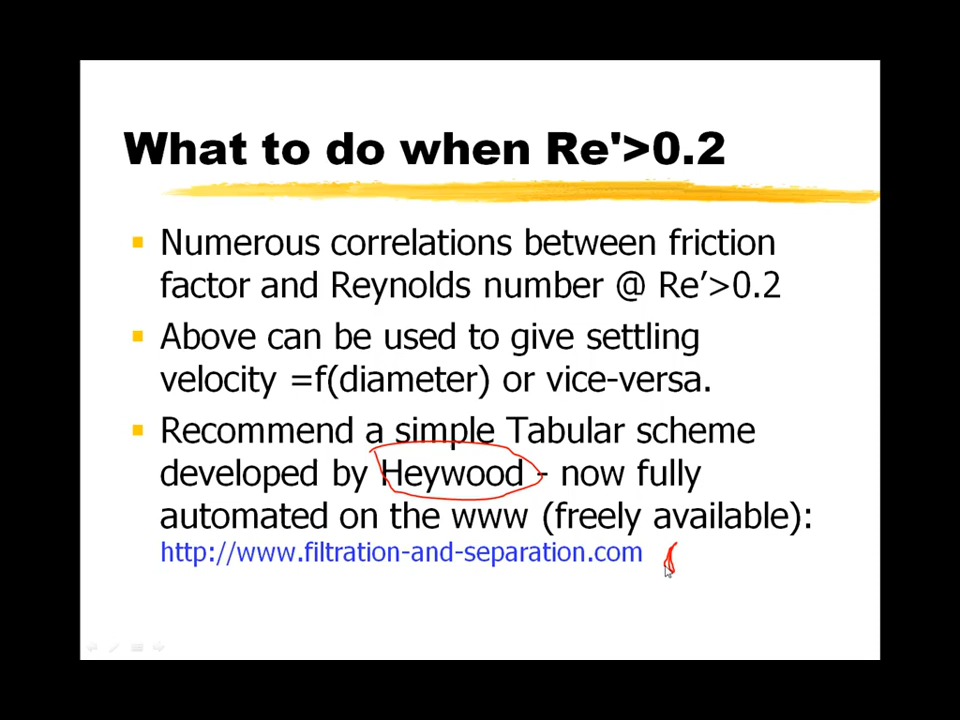 What to do when Re'>0.2
Numerous correlations between friction
factor and Reynolds number @ Re’>0.2
Above can be used to give settling
velocity =f(diameter) or vice-versa.
Recommend a simple Tabular scheme
developed by Heywood - now fully
automated on the www (freely available):
http://www.filtration-and-separation.com